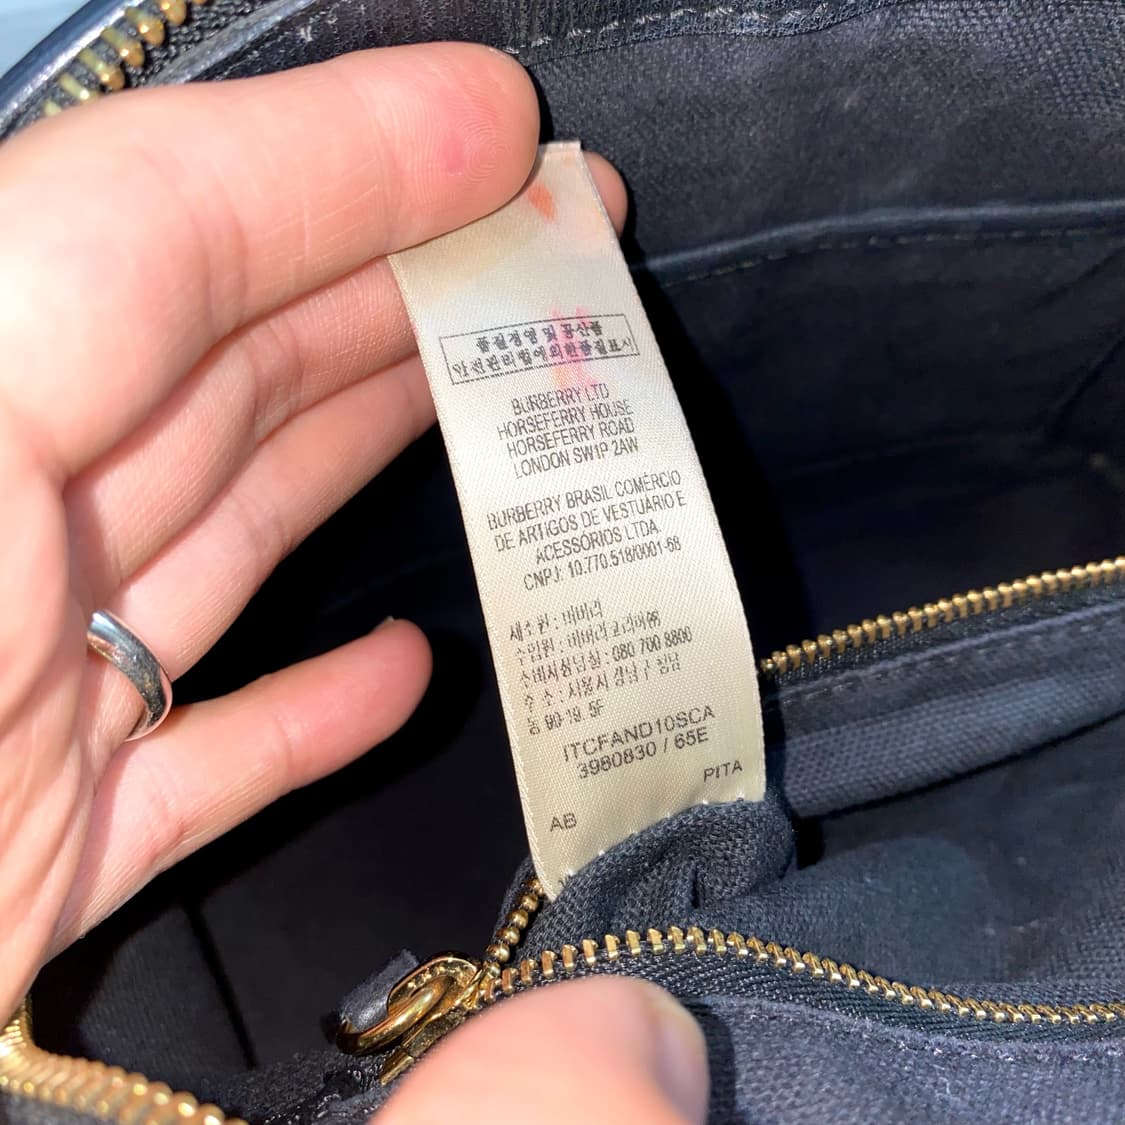 품질경영 및 공산품
안전관리법에의한품질표시
BURBERRY LTD
HORSEFERRY HOUSE
HORSEFERRY ROAD
LONDON SW1P 2AW
BURBERRY BRASIL COMÉRCIO
DE ARTIGOS DE VESTUÁRIO E
ACESSÓRIOS LTDA
CNPJ: 10.770.518/0001-68
제조원 : 버버리
수입원 : 버버리코리아㈜
소비자상담실 : 080 700 8800
주 소 : 서울시 강남구 청담
동 90-19. 5F
ITCFAND10SCA
3980830 / 65E
PITA
AB